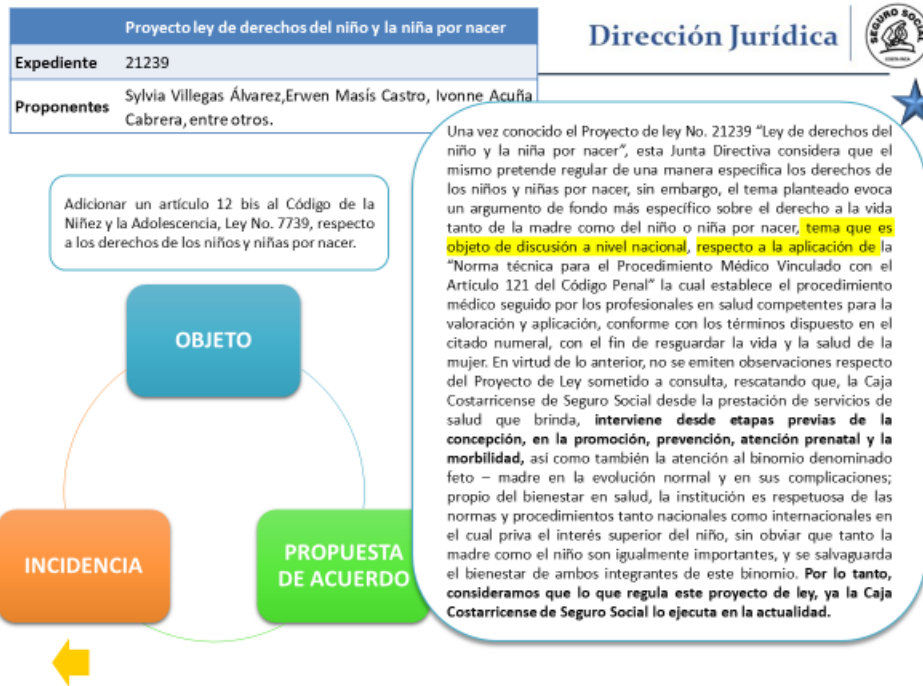 Proyecto ley de derechos del niño y la niña por nacer
Expediente 21239
Proponentes Sylvia Villegas Álvarez,Erwen Masís Castro, Ivonne Acuña
Cabrera, entre otros.
Dirección Jurídica
SEGURO SOCIAL
COSTA RICA
Adicionar un artículo 12 bis al Código de la
Niñez y la Adolescencia, Ley No. 7739, respecto
a los derechos de los niños y niñas por nacer.
OBJETO
INCIDENCIA
PROPUESTA
DE ACUERDO
Una vez conocido el Proyecto de ley No. 21239 “Ley de derechos del
niño y la niña por nacer”, esta Junta Directiva considera que el
mismo pretende regular de una manera específica los derechos de
los niños y niñas por nacer, sin embargo, el tema planteado evoca
un argumento de fondo más específico sobre el derecho a la vida
tanto de la madre como del niño o niña por nacer, tema que es
objeto de discusión a nivel nacional, respecto a la aplicación de la
“Norma técnica para el Procedimiento Médico Vinculado con el
Artículo 121 del Código Penal” la cual establece el procedimiento
médico seguido por los profesionales en salud competentes para la
valoración y aplicación, conforme con los términos dispuesto en el
citado numeral, con el fin de resguardar la vida y la salud de la
mujer. En virtud de lo anterior, no se emiten observaciones respecto
del Proyecto de Ley sometido a consulta, rescatando que, la Caja
Costarricense de Seguro Social desde la prestación de servicios de
salud que brinda, interviene desde etapas previas de la
concepción, en la promoción, prevención, atención prenatal y la
morbilidad, así como también la atención al binomio denominado
feto – madre en la evolución normal y en sus complicaciones;
propio del bienestar en salud, la institución es respetuosa de las
normas y procedimientos tanto nacionales como internacionales en
el cual priva el interés superior del niño, sin obviar que tanto la
madre como el niño son igualmente importantes, y se salvaguarda
el bienestar de ambos integrantes de este binomio. Por lo tanto,
consideramos que lo que regula este proyecto de ley, ya la Caja
Costarricense de Seguro Social lo ejecuta en la actualidad.